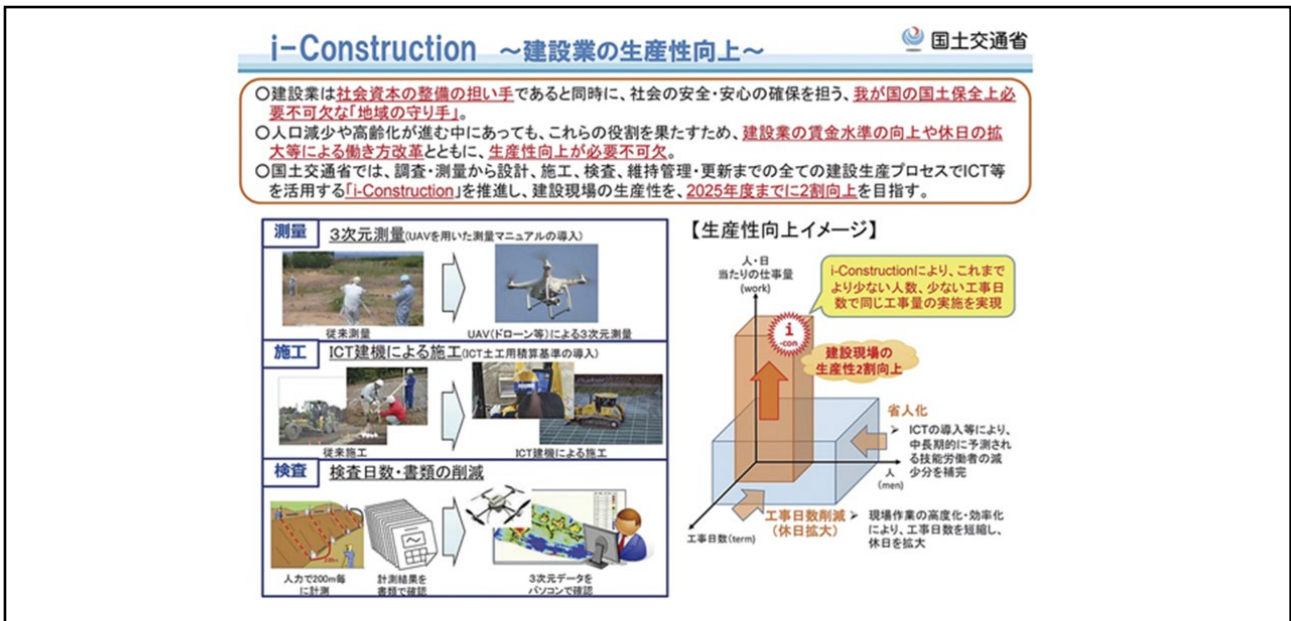 i-Construction ～建設業の生産性向上～
国土交通省
○建設業は社会資本の整備の担い手であると同時に、社会の安全・安心の確保を担う、我が国の国土保全上必
要不可欠な「地域の守り手」。
○人口減少や高齢化が進む中にあっても、これらの役割を果たすため、建設業の賃金水準の向上や休日の拡
大等による働き方改革とともに、生産性向上が必要不可欠。
○国土交通省では、調査・測量から設計、施工、検査、維持管理・更新までの全ての建設生産プロセスでICT等
を活用する「i-Construction」を推進し、建設現場の生産性を、2025年度までに2割向上を目指す。
測量
3次元測量(UAVを用いた測量マニュアルの導入)
従来測量
UAV(ドローン等)による3次元測量
施工
ICT建機による施工(ICT土工用積算基準の導入)
従来施工
ICT建機による施工
検査
検査日数・書類の削減
人力で200m毎
に計測
計測結果を
書類で確認
3次元データを
パソコンで確認
【生産性向上イメージ】
人・日
当たりの仕事量
(work)
i-Constructionにより、これまで
より少ない人数、少ない工事日
数で同じ工事量の実施を実現
i
-con
建設現場の
生産性2割向上
省人化
➢ ICTの導入等により、
中長期的に予測され
る技能労働者の減
少分を補完
人
(men)
工事日数削減
(休日拡大)
➢ 現場作業の高度化・効率化
により、工事日数を短縮し、
休日を拡大
工事日数(term)